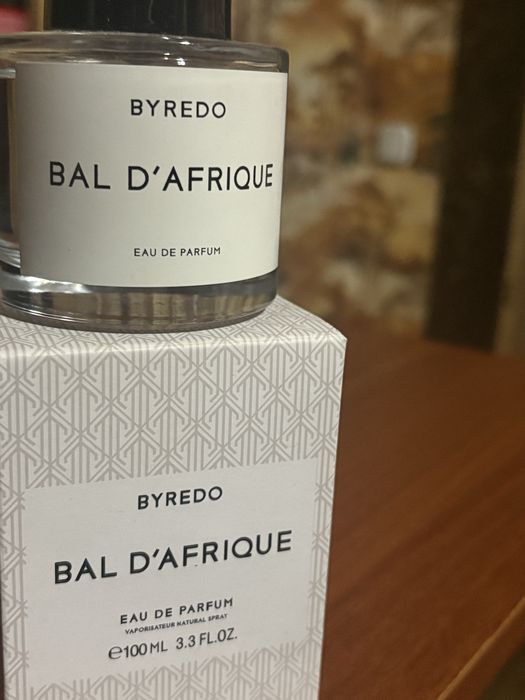 BYREDO
BAL D'AFRIQUE
EAU DE PARFUM
BYREDO
BAL D'AFRIQUE
EAU DE PARFUM
VAPORISATEUR NATURAL SPRAY
℮100 ML 3.3 FL.OZ.